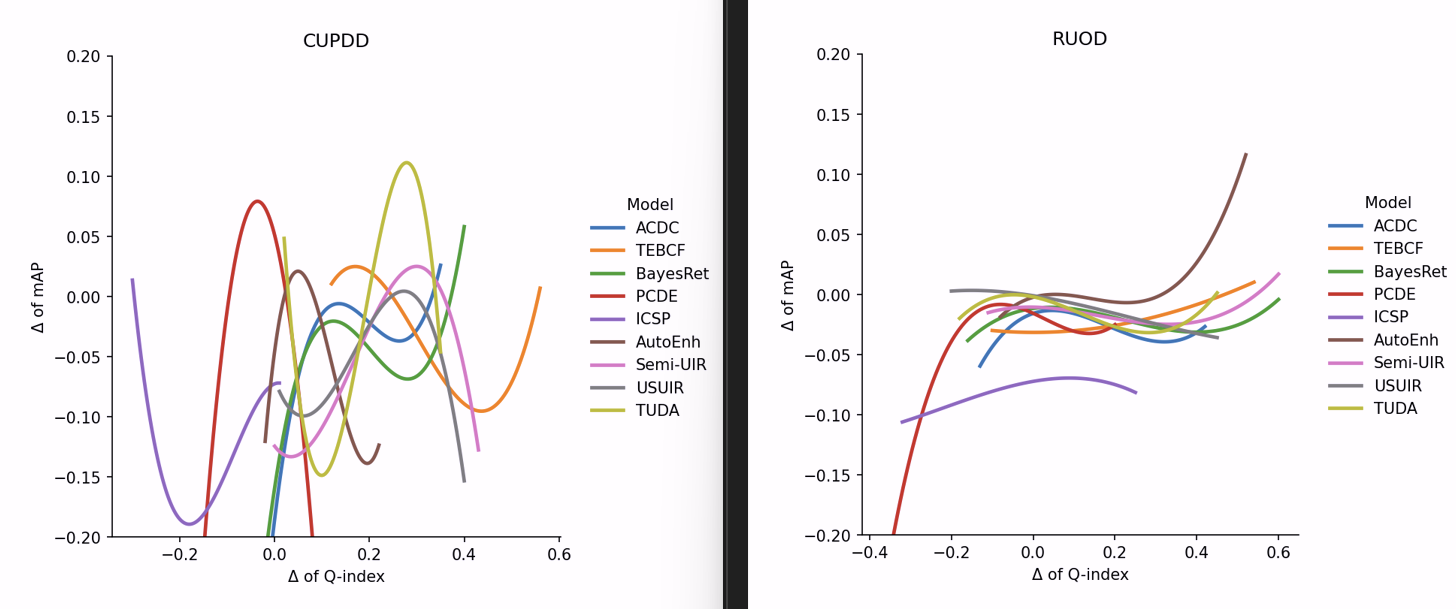 CUPDD
0.20
0.15
0.10
0.05
0.00
−0.05
−0.10
−0.15
−0.20
Δ of mAP
−0.2
0.0
0.2
0.4
0.6
Δ of Q-index
Model
ACDC
TEBCF
BayesRet
PCDE
ICSP
AutoEnh
Semi-UIR
USUIR
TUDA
RUOD
0.20
0.15
0.10
0.05
0.00
−0.05
−0.10
−0.15
−0.20
Δ of mAP
−0.4
−0.2
0.0
0.2
0.4
0.6
Δ of Q-index
Model
ACDC
TEBCF
BayesRet
PCDE
ICSP
AutoEnh
Semi-UIR
USUIR
TUDA